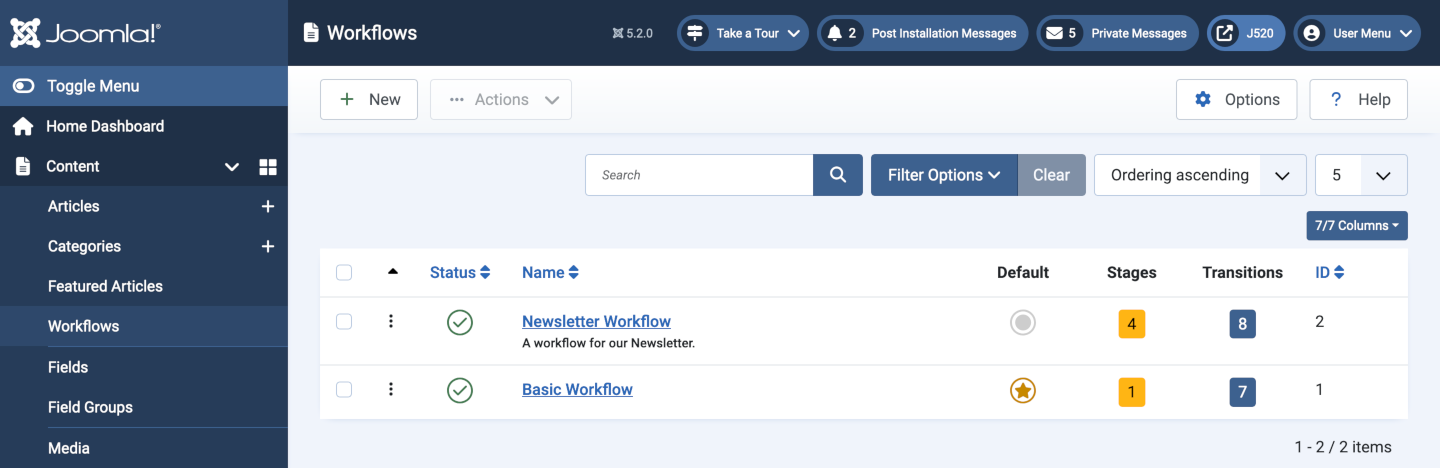 Joomla!®
Workflows
5.2.0
Take a Tour
2 Post Installation Messages
5 Private Messages
J520
User Menu
Toggle Menu
Home Dashboard
Content
Articles
Categories
Featured Articles
Workflows
Fields
Field Groups
Media
New
Actions
Options
? Help
Search
Filter Options
Clear
Ordering ascending
5
7/7 Columns
Status Name Default Stages Transitions ID
Newsletter Workflow 4 8 2
A workflow for our Newsletter.
Basic Workflow 1 7 1
1 - 2 / 2 items